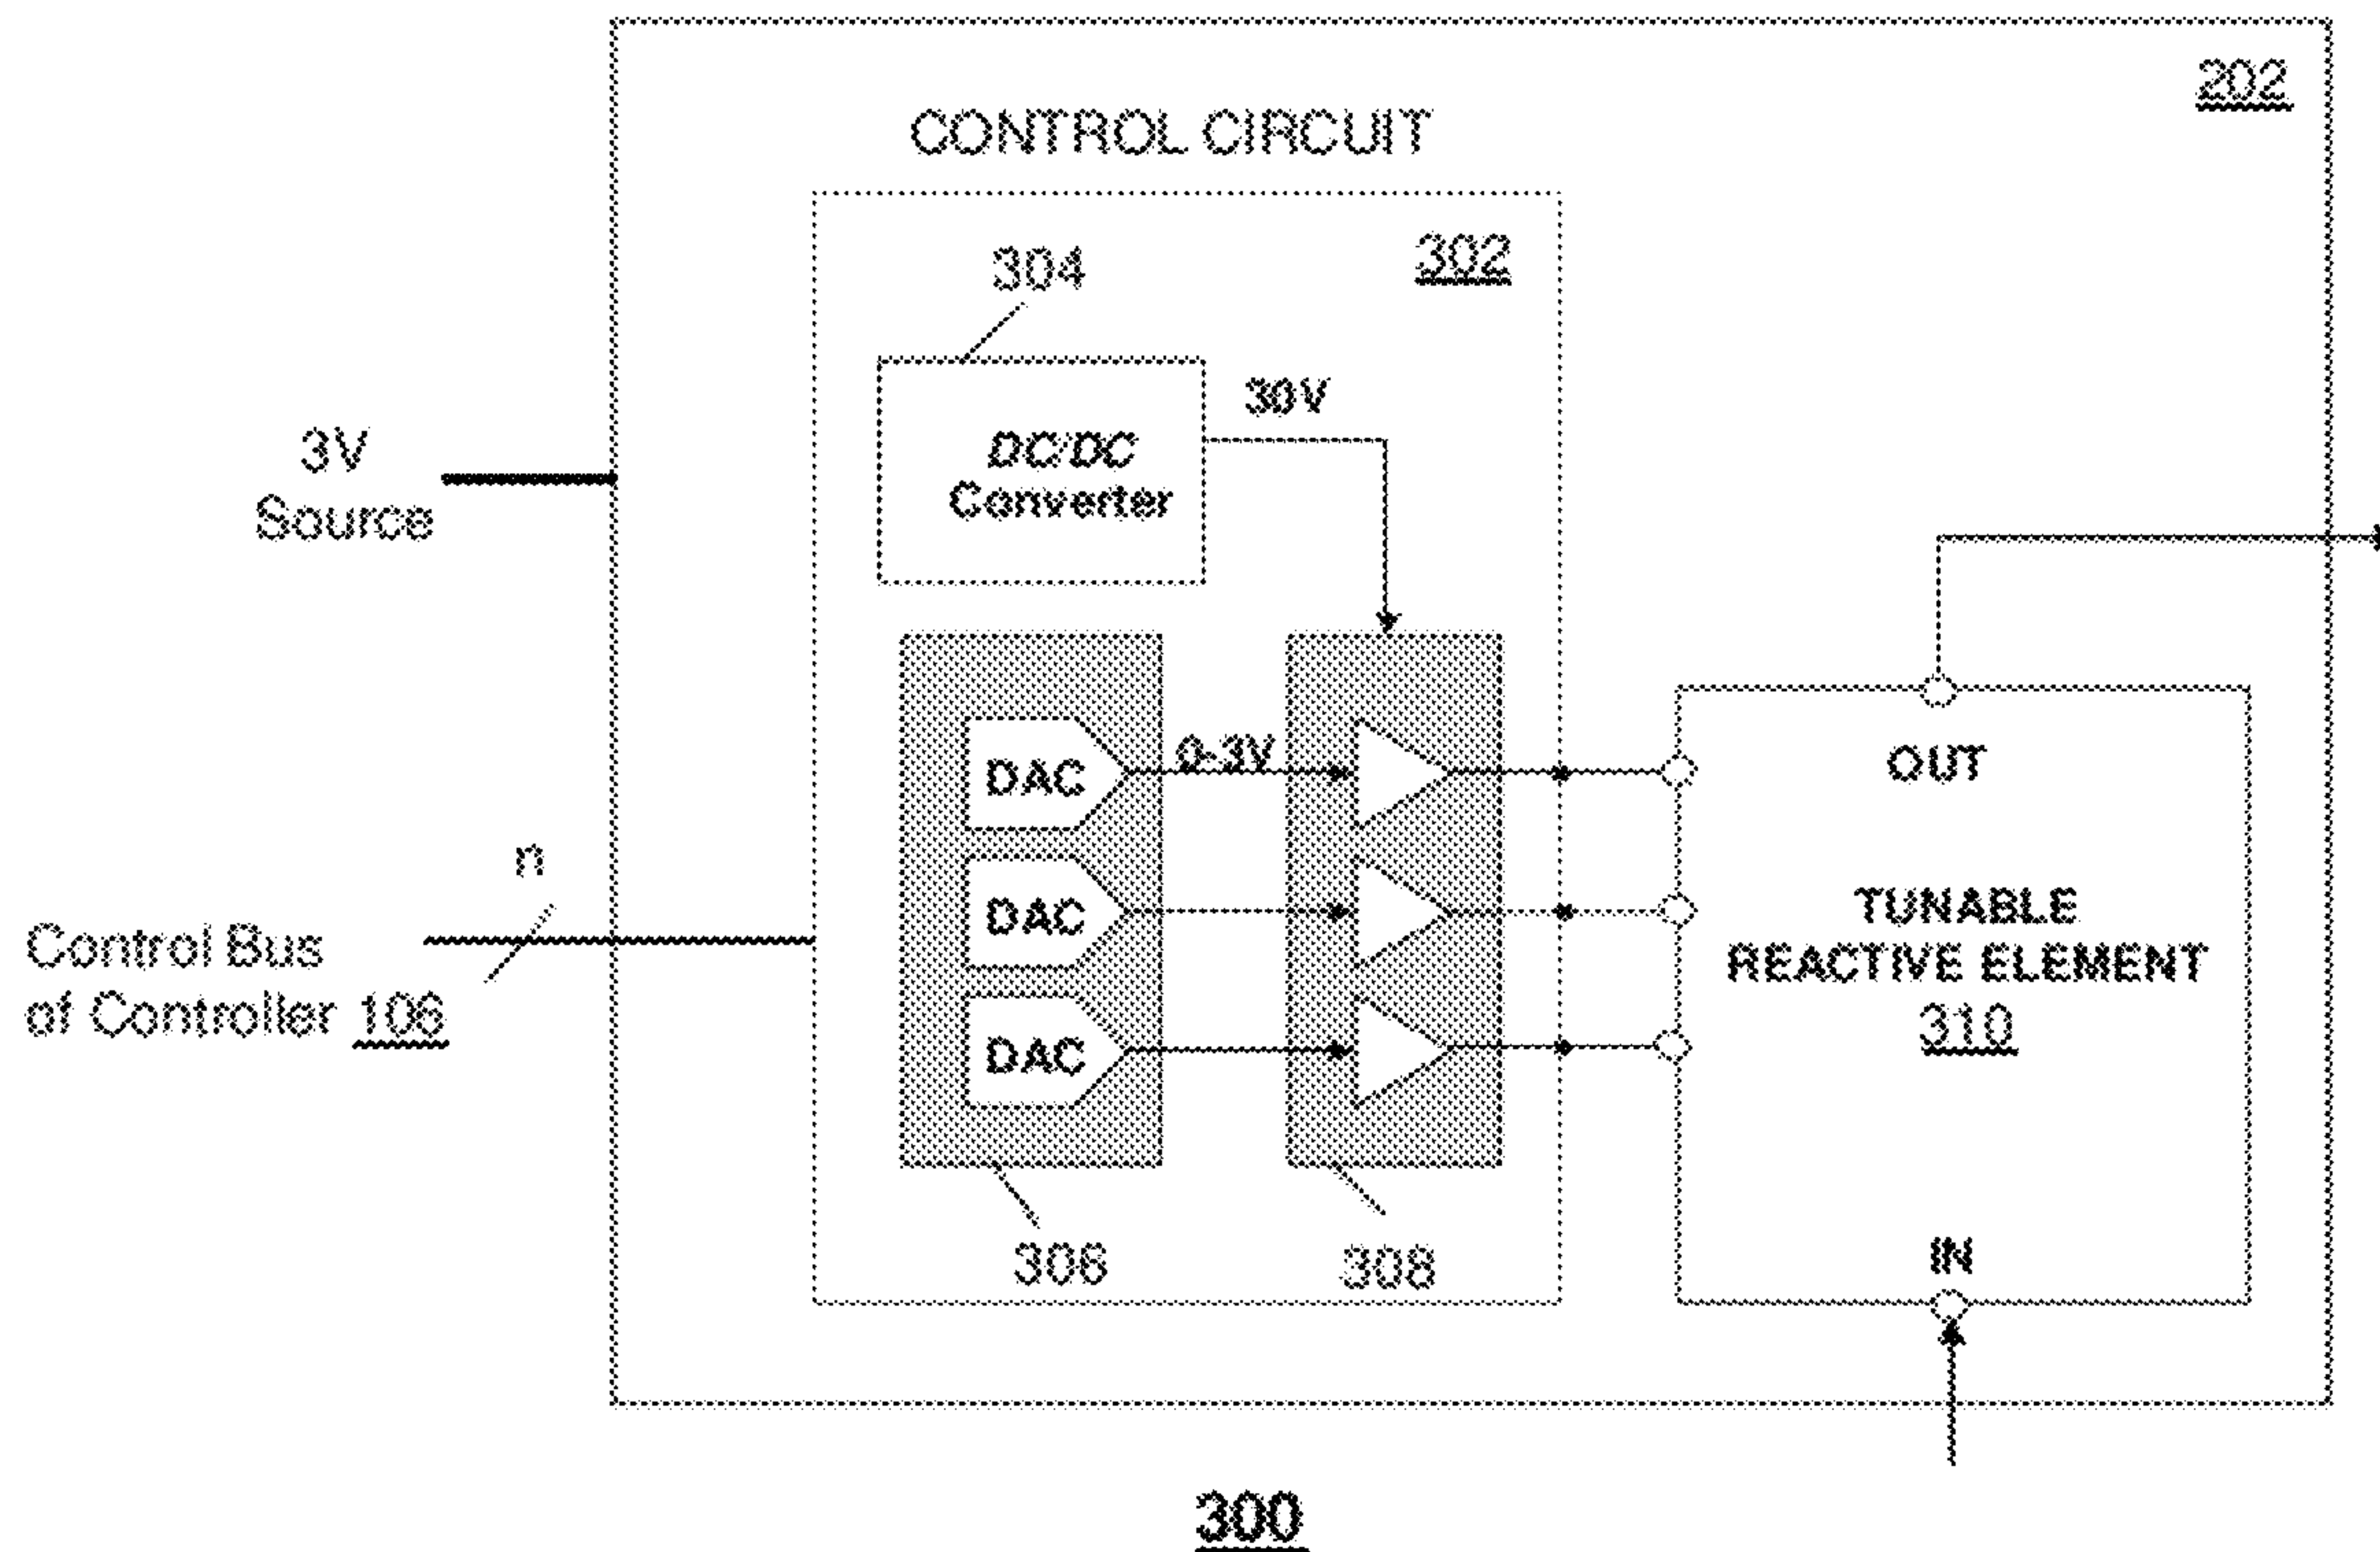 202
CONTROL CIRCUIT
302
304
30V
DC/DC
Converter
3V
Source
0-3V
DAC
DAC
DAC
OUT
TUNABLE
REACTIVE ELEMENT
310
IN
n
Control Bus
of Controller 106
306
308
300